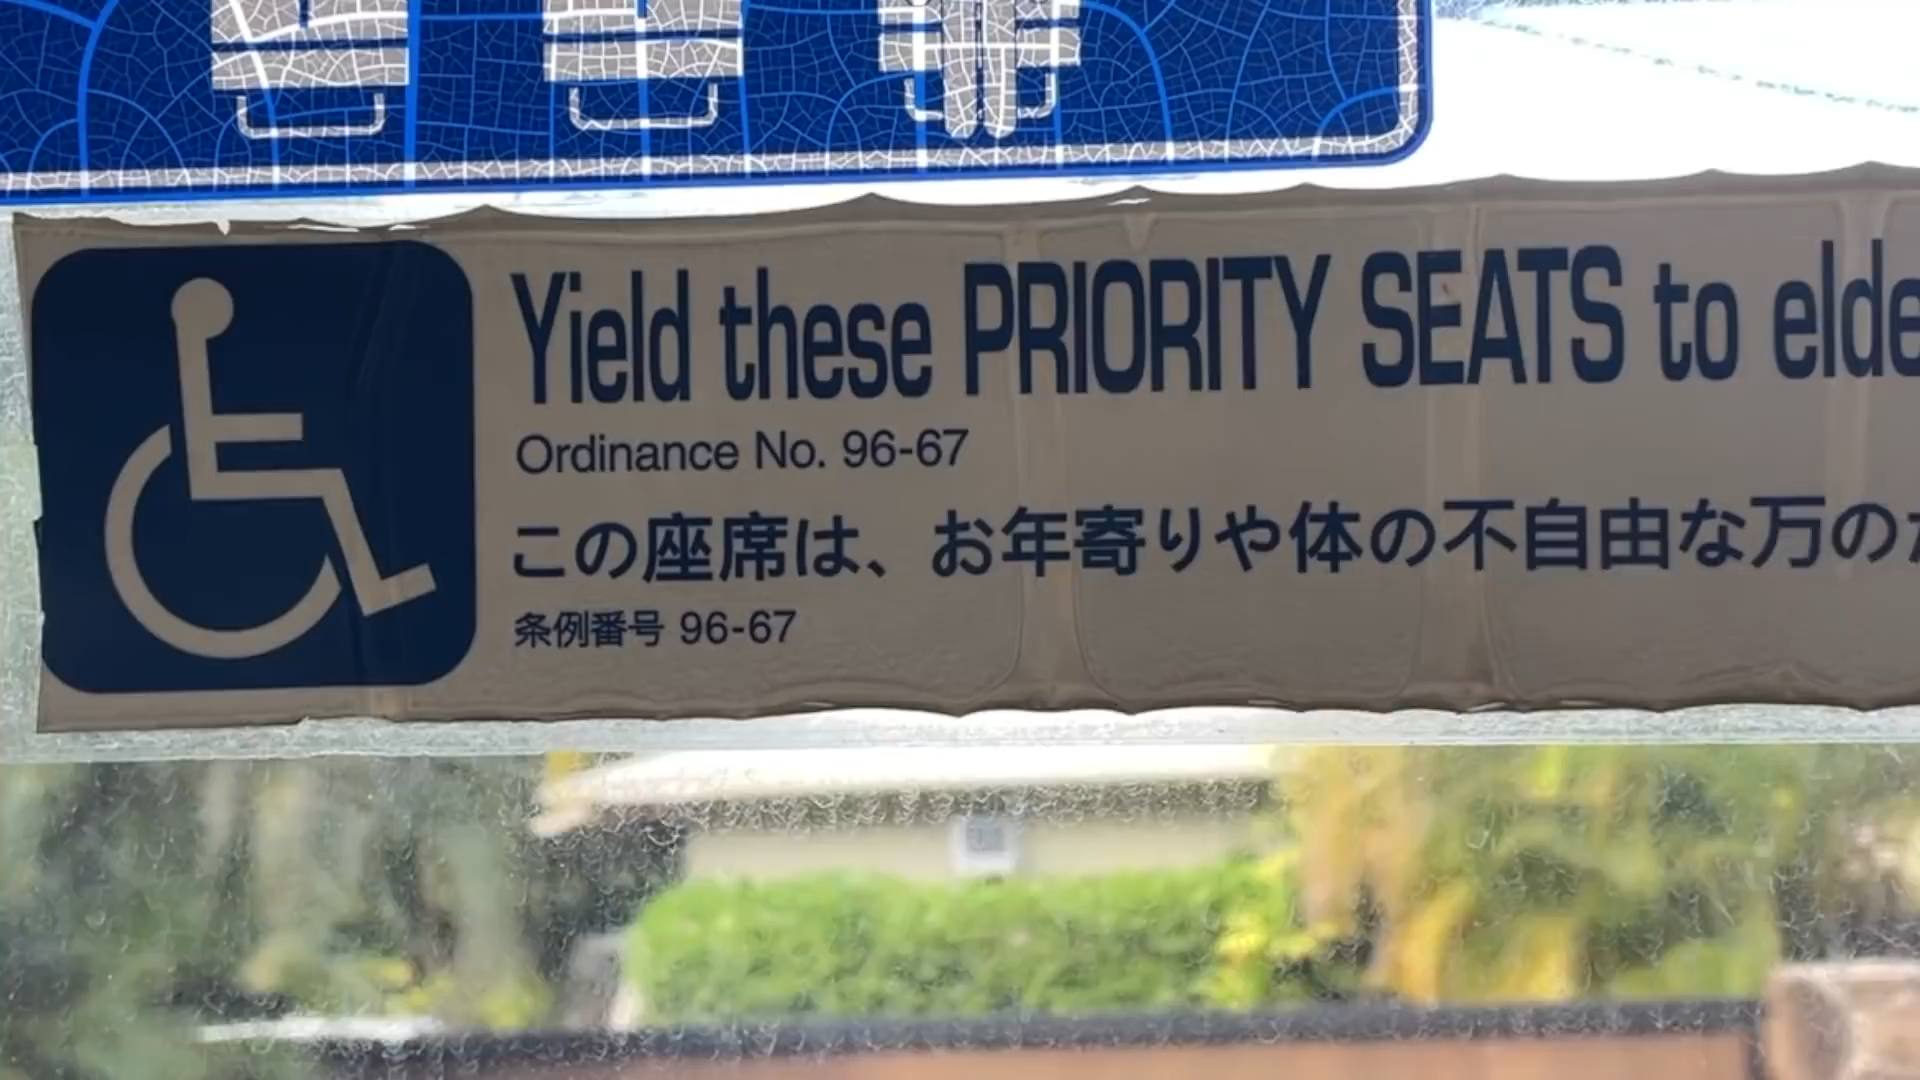 Yield these PRIORITY SEATS to elde
Ordinance No. 96-67
この座席は、お年寄りや体の不自由な万の
条例番号 96-67